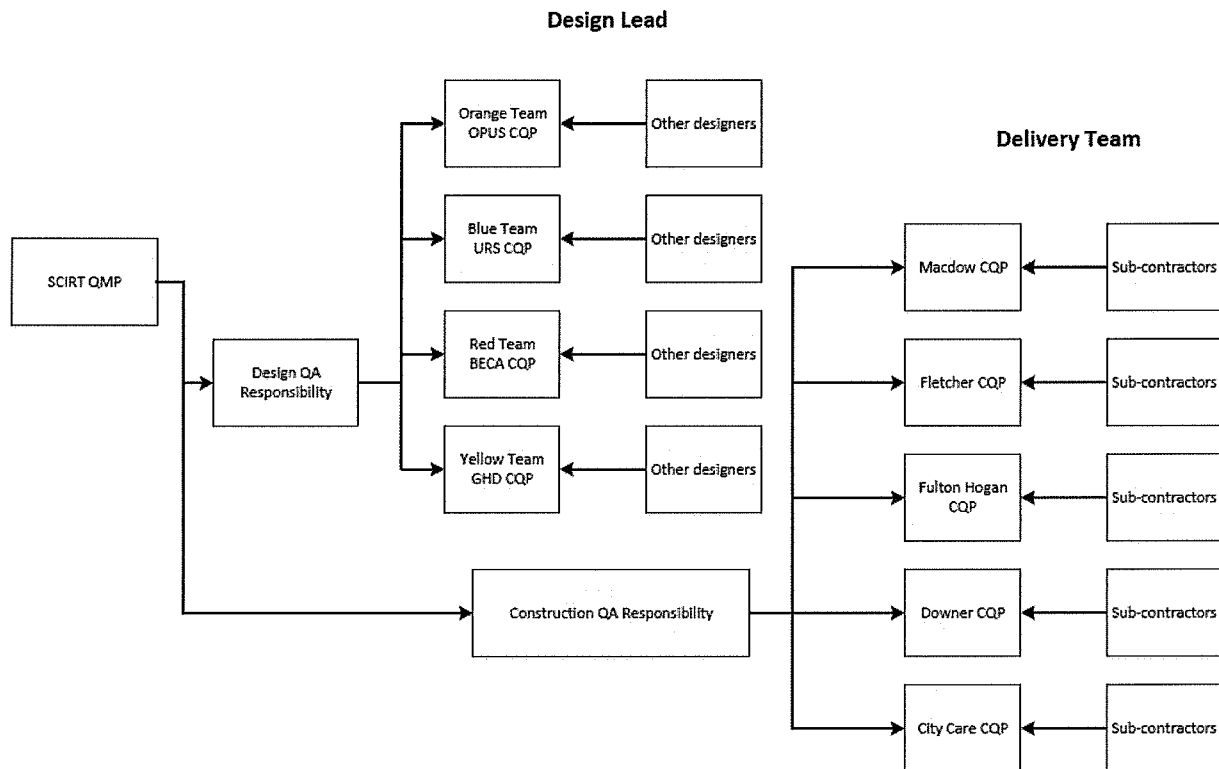 Design Lead
Orange Team
OPUS CQP
Other designers
Delivery Team
Blue Team
URS CQP
Other designers
SCIRT QMP
Macdow CQP
Sub-contractors
Design QA
Responsibility
Red Team
BECA CQP
Other designers
Fletcher CQP
Sub-contractors
Yellow Team
GHD CQP
Other designers
Fulton Hogan
CQP
Sub-contractors
Construction QA Responsibility
Downer CQP
Sub-contractors
City Care CQP
Sub-contractors